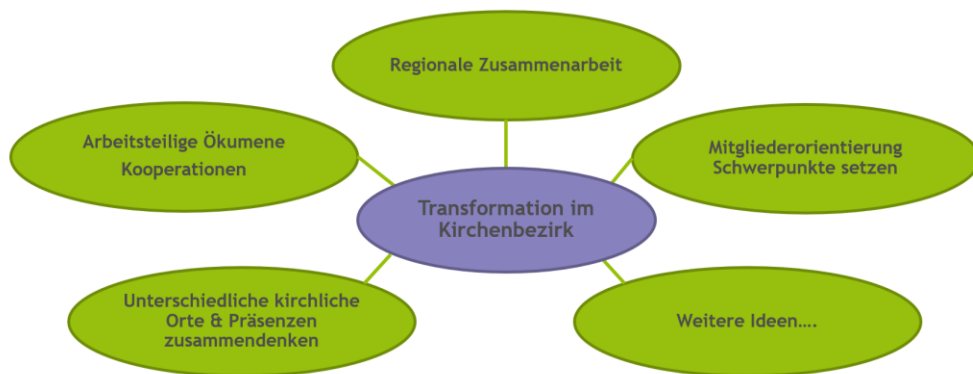 Regionale Zusammenarbeit
Arbeitsteilige Ökumene
Kooperationen
Mitgliederorientierung
Schwerpunkte setzen
Transformation im
Kirchenbezirk
Unterschiedliche kirchliche
Orte & Präsenzen
zusammendenken
Weitere Ideen....